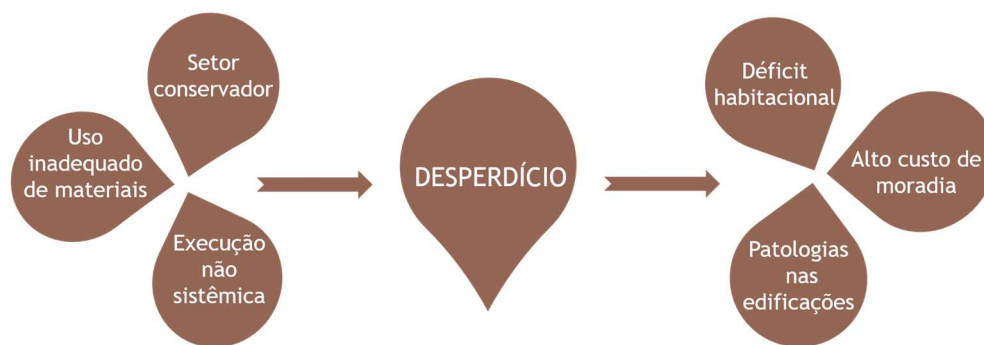 Setor
conservador
Uso
inadequado
de materiais
Execução
não
sistêmica
DESPERDÍCIO
Déficit
habitacional
Alto custo de
moradia
Patologias
nas
edificações